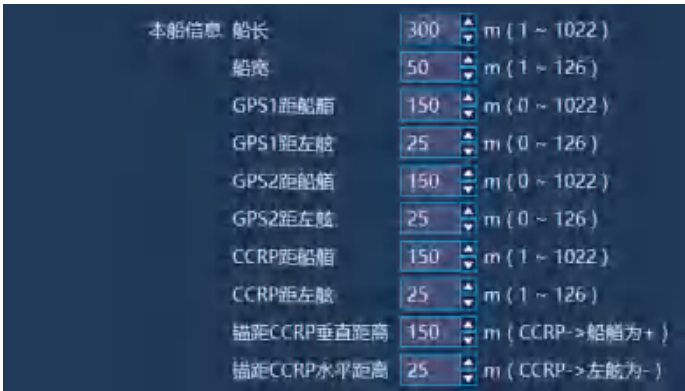 本船信息 船长 300 m ( 1 ~ 1022 )
船宽 50 m ( 1 ~ 126 )
GPS1距船艏 150 m ( 0 ~ 1022 )
GPS1距左舷 25 m ( 0 ~ 126 )
GPS2距船艏 150 m ( 0 ~ 1022 )
GPS2距左舷 25 m ( 0 ~ 126 )
CCRP距船艏 150 m ( 1 ~ 1022 )
CCRP距左舷 25 m ( 1 ~ 126 )
锚距CCRP垂直距离 150 m ( CCRP->船艏为+ )
锚距CCRP水平距离 25 m ( CCRP->左舷为- )